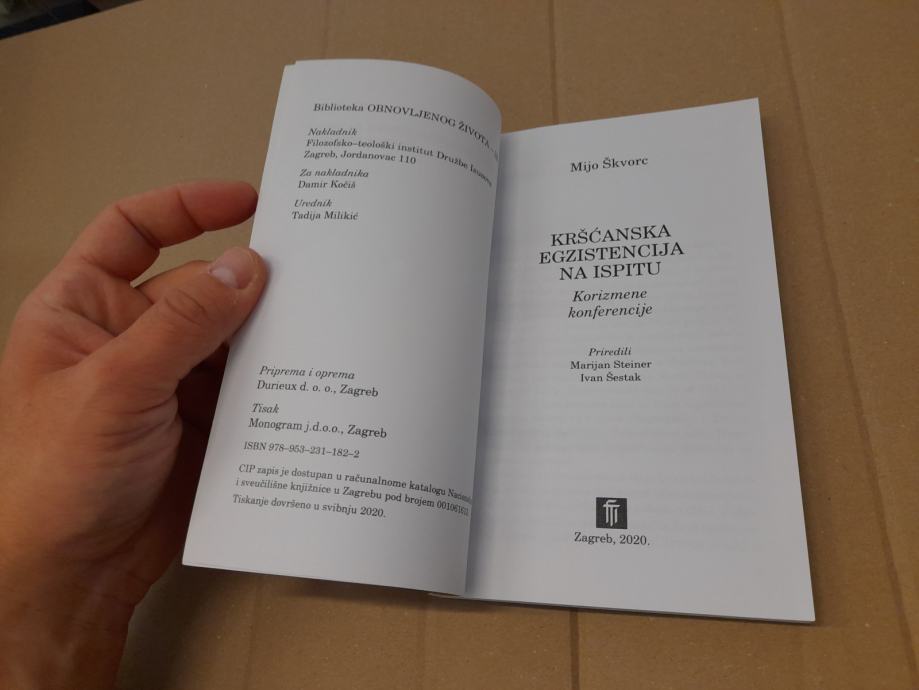 Biblioteka OBNOVLJENOG ŽIVOTA –
Nakladnik
Filozofsko–teološki institut Družbe Isusove
Zagreb, Jordanovac 110
Za nakladnika
Damir Kočiš
Urednik
Tadija Milikić
Priprema i oprema
Durieux d. o. o., Zagreb
Tisak
Monogram j.d.o.o., Zagreb
ISBN 978–953–231–182–2
CIP zapis je dostupan u računalnome katalogu
i sveučilišne knjižnice u Zagrebu pod brojem
Tiskanje dovršeno u svibnju 2020.
Mijo Škvorc
KRŠĆANSKA
EGZISTENCIJA
NA ISPITU
Korizmene
konferencije
Priredili
Marijan Steiner
Ivan Šestak
Zagreb, 2020.